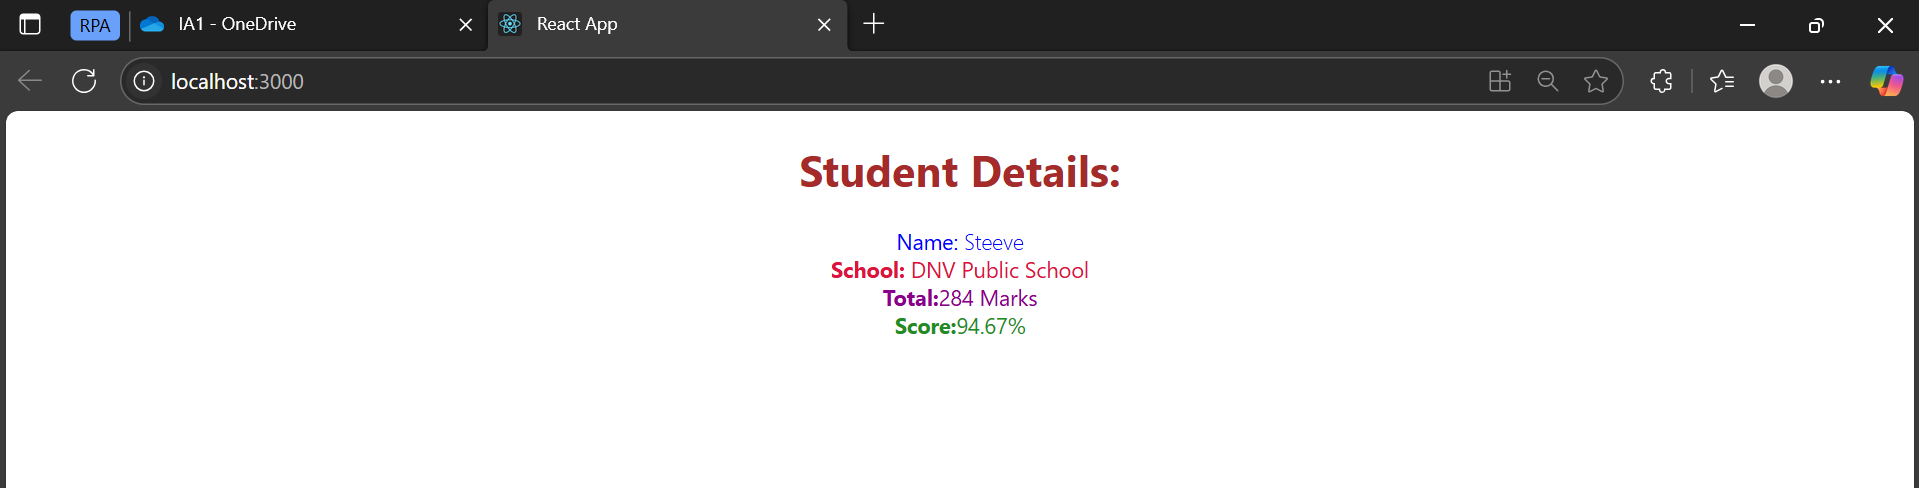 RPA
IA1 - OneDrive
React App
localhost:3000
Student Details:
Name: Steeve
School: DNV Public School
Total:284 Marks
Score:94.67%